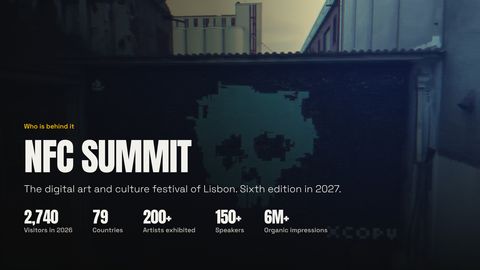 Who is behind it
NFC SUMMIT
The digital art and culture festival of Lisbon. Sixth edition in 2027.
2,740 79 200+ 150+ 6M+
Visitors in 2026 Countries Artists exhibited Speakers Organic impressions
XCOPY